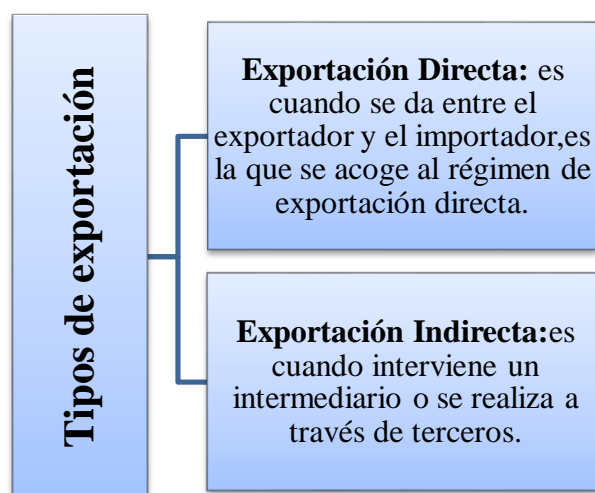 Tipos de exportación
Exportación Directa: es
cuando se da entre el
exportador y el importador,es
la que se acoge al régimen de
exportación directa.
Exportación Indirecta:es
cuando interviene un
intermediario o se realiza a
través de terceros.